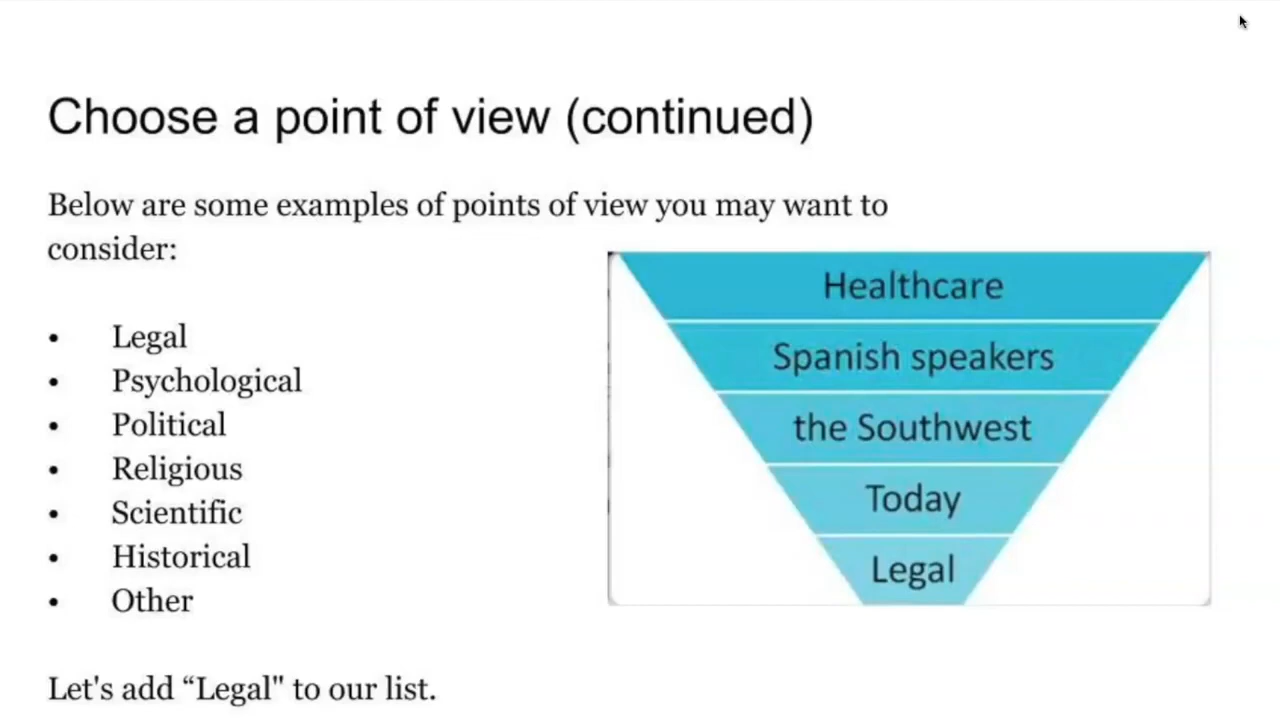 Choose a point of view (continued)
Below are some examples of points of view you may want to
consider:
• Legal
• Psychological
• Political
• Religious
• Scientific
• Historical
• Other
Let's add “Legal" to our list.
Healthcare
Spanish speakers
the Southwest
Today
Legal